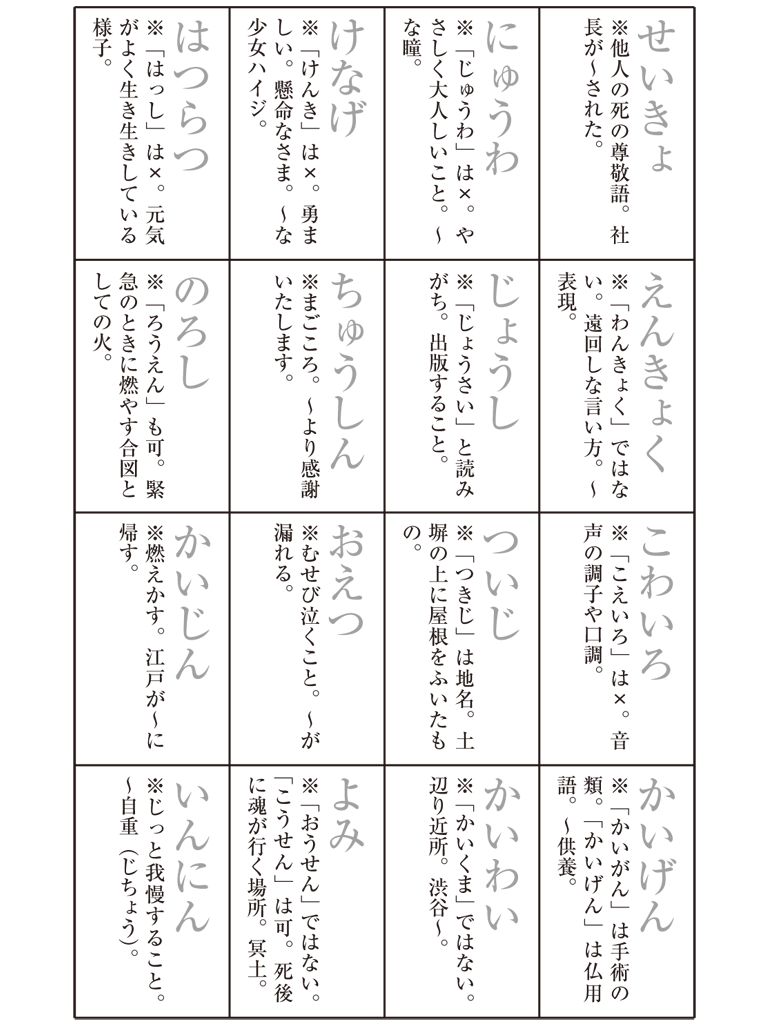 せいきょ
※他人の死の尊敬語。社
長が〜された。
にゅうわ
※「じゅうわ」は×。や
さしく大人しいこと。〜
な瞳。
けなげ
※「けんき」は×。勇ま
しい。懸命なさま。〜な
少女ハイジ。
はつらつ
※「はっし」は×。元気
がよく生き生きしている
様子。
えんきょく
※「わんきょく」ではな
い。遠回しな言い方。〜
表現。
じょうし
※「じょうさい」と読み
がち。出版すること。
ちゅうしん
※まごころ。〜より感謝
いたします。
のろし
※「ろうえん」も可。緊
急のときに燃やす合図と
しての火。
こわいろ
※「こえいろ」は×。音
声の調子や口調。
ついじ
※「つきじ」は地名。土
塀の上に屋根をふいたも
の。
おえつ
※むせび泣くこと。〜が
漏れる。
かいじん
※燃えかす。江戸が〜に
帰す。
かいげん
※「かいがん」は手術の
類。「かいげん」は仏用
語。〜供養。
かいわい
※「かいくま」ではない。
辺り近所。渋谷〜。
よみ
※「おうせん」ではない。
「こうせん」は可。死後
に魂が行く場所。冥土。
いんにん
※じっと我慢すること。
〜自重（じちょう）。